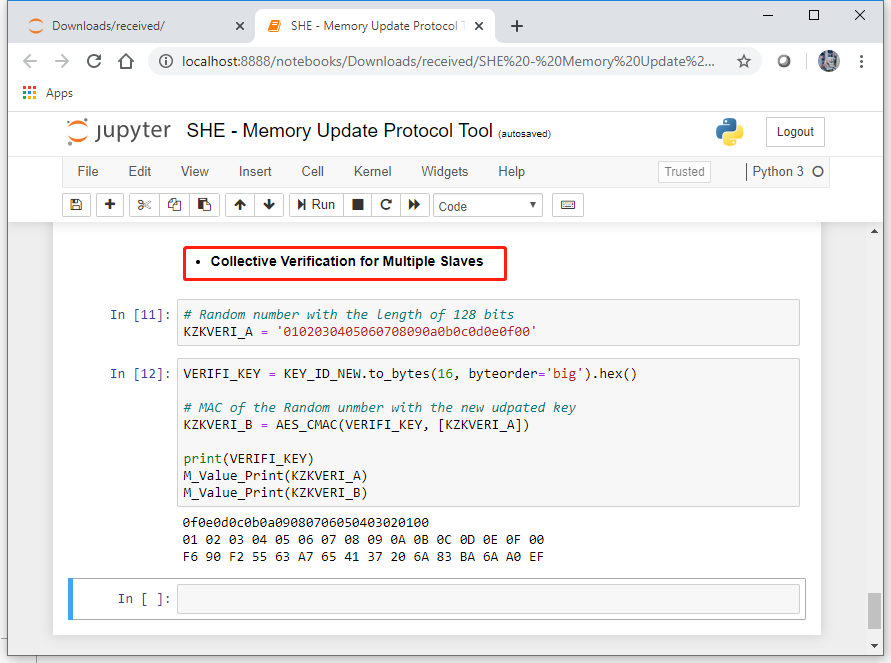 Downloads/received/
SHE - Memory Update Protocol T
localhost:8888/notebooks/Downloads/received/SHE%20-%20Memory%20Update%2...
Apps
jupyter SHE - Memory Update Protocol Tool (autosaved)
Logout
File Edit View Insert Cell Kernel Widgets Help Trusted Python 3
Run Code
• Collective Verification for Multiple Slaves
In [11]: # Random number with the length of 128 bits
KZKVERI_A = '0102030405060708090a0b0c0d0e0f00'
In [12]: VERIFI_KEY = KEY_ID_NEW.to_bytes(16, byteorder='big').hex()
# MAC of the Random unmber with the new udpated key
KZKVERI_B = AES_CMAC(VERIFI_KEY, [KZKVERI_A])
print(VERIFI_KEY)
M_Value_Print(KZKVERI_A)
M_Value_Print(KZKVERI_B)
0f0e0d0c0b0a09080706050403020100
01 02 03 04 05 06 07 08 09 0A 0B 0C 0D 0E 0F 00
F6 90 F2 55 63 A7 65 41 37 20 6A 83 BA 6A A0 EF
In [ ]: